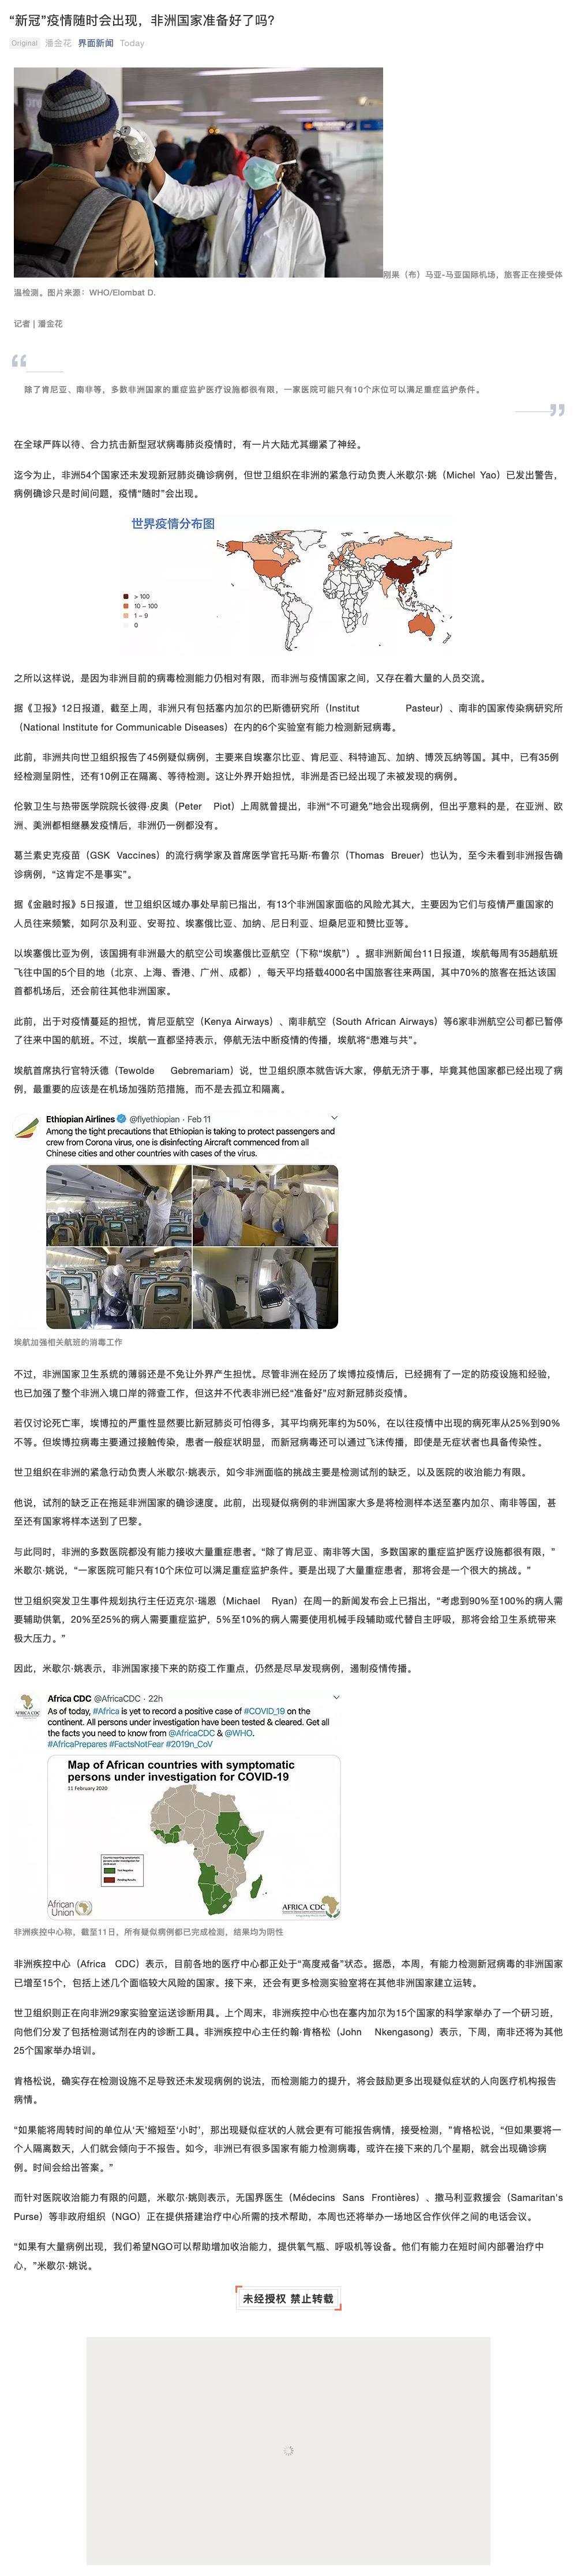 “新冠”疫情随时会出现，非洲国家准备好了吗?
Original 潘金花 界面新闻 Today
刚果（布）马亚-马亚国际机场，旅客正在接受体
温检测。图片来源：WHO/Elombat D.
记者 | 潘金花
除了肯尼亚、南非等，多数非洲国家的重症监护医疗设施都很有限，一家医院可能只有10个床位可以满足重症监护条件。
在全球严阵以待、合力抗击新型冠状病毒肺炎疫情时，有一片大陆尤其绷紧了神经。
迄今为止，非洲54个国家还未发现新冠肺炎确诊病例，但世卫组织在非洲的紧急行动负责人米歇尔·姚（Michel Yao）已发出警告，
病例确诊只是时间问题，疫情“随时”会出现。
世界疫情分布图
> 100
10 – 100
1 – 9
0
之所以这样说，是因为非洲目前的病毒检测能力仍相对有限，而非洲与疫情国家之间，又存在着大量的人员交流。
据《卫报》12日报道，截至上周，非洲只有包括塞内加尔的巴斯德研究所（Institut Pasteur）、南非的国家传染病研究所
（National Institute for Communicable Diseases）在内的6个实验室有能力检测新冠病毒。
此前，非洲共向世卫组织报告了45例疑似病例，主要来自埃塞尔比亚、肯尼亚、科特迪瓦、加纳、博茨瓦纳等国。其中，已有35例
经检测呈阴性，还有10例正在隔离、等待检测。这让外界开始担忧，非洲是否已经出现了未被发现的病例。
伦敦卫生与热带医学院院长彼得·皮奥（Peter Piot）上周就曾提出，非洲“不可避免”地会出现病例，但出乎意料的是，在亚洲、欧
洲、美洲都相继暴发疫情后，非洲仍一例都没有。
葛兰素史克疫苗（GSK Vaccines）的流行病学家及首席医学官托马斯·布鲁尔（Thomas Breuer）也认为，至今未看到非洲报告确
诊病例，“这肯定不是事实”。
据《金融时报》5日报道，世卫组织区域办事处早前已指出，有13个非洲国家面临的风险尤其大，主要因为它们与疫情严重国家的
人员往来频繁，如阿尔及利亚、安哥拉、埃塞俄比亚、加纳、尼日利亚、坦桑尼亚和赞比亚等。
以埃塞俄比亚为例，该国拥有非洲最大的航空公司埃塞俄比亚航空（下称“埃航”）。据非洲新闻台11日报道，埃航每周有35趟航班
飞往中国的5个目的地（北京、上海、香港、广州、成都），每天平均搭载4000名中国旅客往来两国，其中70%的旅客在抵达该国
首都机场后，还会前往其他非洲国家。
此前，出于对疫情蔓延的担忧，肯尼亚航空（Kenya Airways）、南非航空（South African Airways）等6家非洲航空公司都已暂停
了往来中国的航班。不过，埃航一直都坚持表示，停航无法中断疫情的传播，埃航将“患难与共”。
埃航首席执行官特沃德（Tewolde Gebremariam）说，世卫组织原本就告诉大家，停航无济于事，毕竟其他国家都已经出现了病
例，最重要的应该是在机场加强防范措施，而不是去孤立和隔离。
Ethiopian Airlines @flyethiopian · Feb 11
Among the tight precautions that Ethiopian is taking to protect passengers and
crew from Corona virus, one is disinfecting Aircraft commenced from all
Chinese cities and other countries with cases of the virus.
埃航加强相关航班的消毒工作
不过，非洲国家卫生系统的薄弱还是不免让外界产生担忧。尽管非洲在经历了埃博拉疫情后，已经拥有了一定的防疫设施和经验，
也已加强了整个非洲入境口岸的筛查工作，但这并不代表非洲已经“准备好”应对新冠肺炎疫情。
若仅讨论死亡率，埃博拉的严重性显然要比新冠肺炎可怕得多，其平均病死率约为50%，在以往疫情中出现的病死率从25%到90%
不等。但埃博拉病毒主要通过接触传染，患者一般症状明显，而新冠病毒还可以通过飞沫传播，即使是无症状者也具备传染性。
世卫组织在非洲的紧急行动负责人米歇尔·姚表示，如今非洲面临的挑战主要是检测试剂的缺乏，以及医院的收治能力有限。
他说，试剂的缺乏正在拖延非洲国家的确诊速度。此前，出现疑似病例的非洲国家大多是将检测样本送至塞内加尔、南非等国，甚
至还有国家将样本送到了巴黎。
与此同时，非洲的多数医院都没有能力接收大量重症患者。“除了肯尼亚、南非等大国，多数国家的重症监护医疗设施都很有限，”
米歇尔·姚说，“一家医院可能只有10个床位可以满足重症监护条件。要是出现了大量重症患者，那将会是一个很大的挑战。”
世卫组织突发卫生事件规划执行主任迈克尔·瑞恩（Michael Ryan）在周一的新闻发布会上已指出，“考虑到90%至100%的病人需
要辅助供氧，20%至25%的病人需要重症监护，5%至10%的病人需要使用机械手段辅助或代替自主呼吸，那将会给卫生系统带来
极大压力。”
因此，米歇尔·姚表示，非洲国家接下来的防疫工作重点，仍然是尽早发现病例，遏制疫情传播。
Africa CDC @AfricaCDC · 22h
As of today, #Africa is yet to record a positive case of #COVID_19 on the
continent. All persons under investigation have been tested & cleared. Get all
the facts you need to know from @AfricaCDC & @WHO.
#AfricaPrepares #FactsNotFear #2019n_CoV
Map of African countries with symptomatic
persons under investigation for COVID-19
11 February 2020
Test Negative
Pending Results
African
Union
AFRICA CDC
非洲疾控中心称，截至11日，所有疑似病例都已完成检测，结果均为阴性
非洲疾控中心（Africa CDC）表示，目前各地的医疗中心都正处于“高度戒备”状态。据悉，本周，有能力检测新冠病毒的非洲国家
已增至15个，包括上述几个面临较大风险的国家。接下来，还会有更多检测实验室将在其他非洲国家建立运转。
世卫组织则正在向非洲29家实验室运送诊断用具。上个周末，非洲疾控中心也在塞内加尔为15个国家的科学家举办了一个研习班，
向他们分发了包括检测试剂在内的诊断工具。非洲疾控中心主任约翰·肯格松（John Nkengasong）表示，下周，南非还将为其他
25个国家举办培训。
肯格松说，确实存在检测设施不足导致还未发现病例的说法，而检测能力的提升，将会鼓励更多出现疑似症状的人向医疗机构报告
病情。
“如果能将周转时间的单位从‘天’缩短至‘小时’，那出现疑似症状的人就会更有可能报告病情，接受检测，”肯格松说，“但如果要将一
个人隔离数天，人们就会倾向于不报告。如今，非洲已有很多国家有能力检测病毒，或许在接下来的几个星期，就会出现确诊病
例。时间会给出答案。”
而针对医院收治能力有限的问题，米歇尔·姚则表示，无国界医生（Médecins Sans Frontières）、撒马利亚救援会（Samaritan's
Purse）等非政府组织（NGO）正在提供搭建治疗中心所需的技术帮助，本周也还将举办一场地区合作伙伴之间的电话会议。
“如果有大量病例出现，我们希望NGO可以帮助增加收治能力，提供氧气瓶、呼吸机等设备。他们有能力在短时间内部署治疗中
心，”米歇尔·姚说。
未经授权 禁止转载